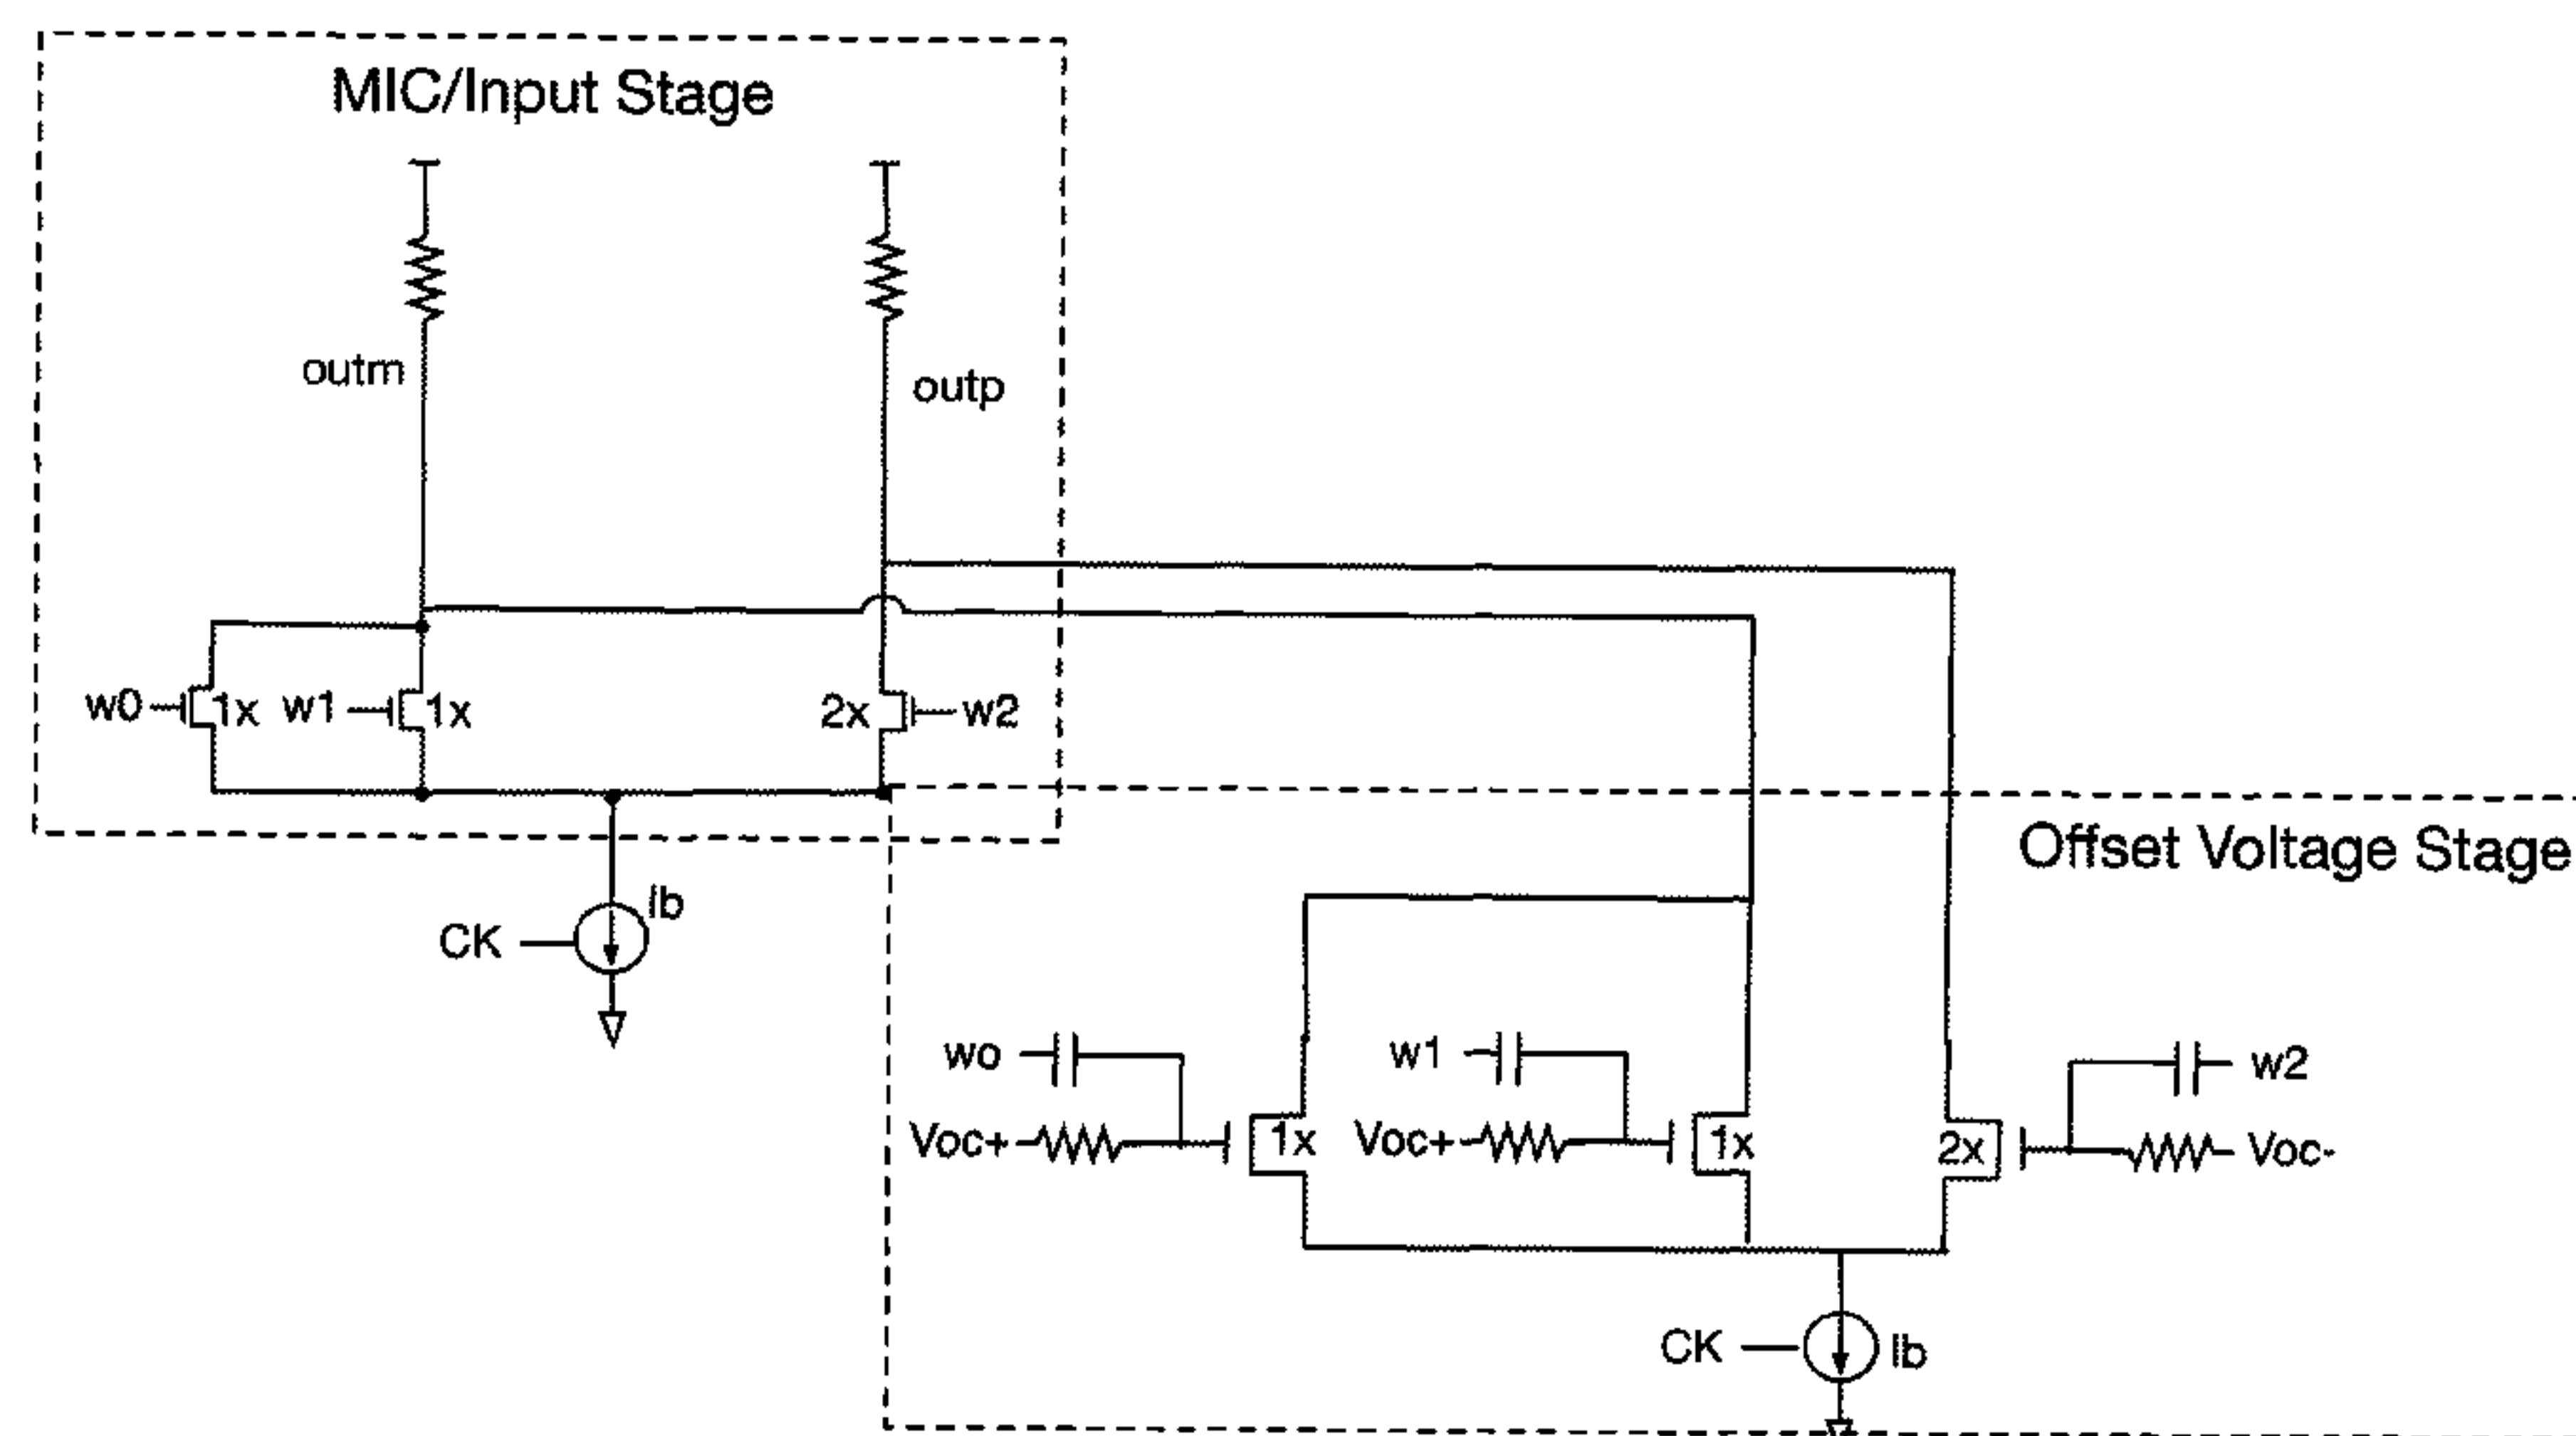 MIC/Input Stage
outm
outp
w0
1x
w1
1x
2x
w2
Offset Voltage Stage
Ib
CK
wo
w1
w2
Voc+
1x
Voc+
1x
2x
Voc-
CK
Ib